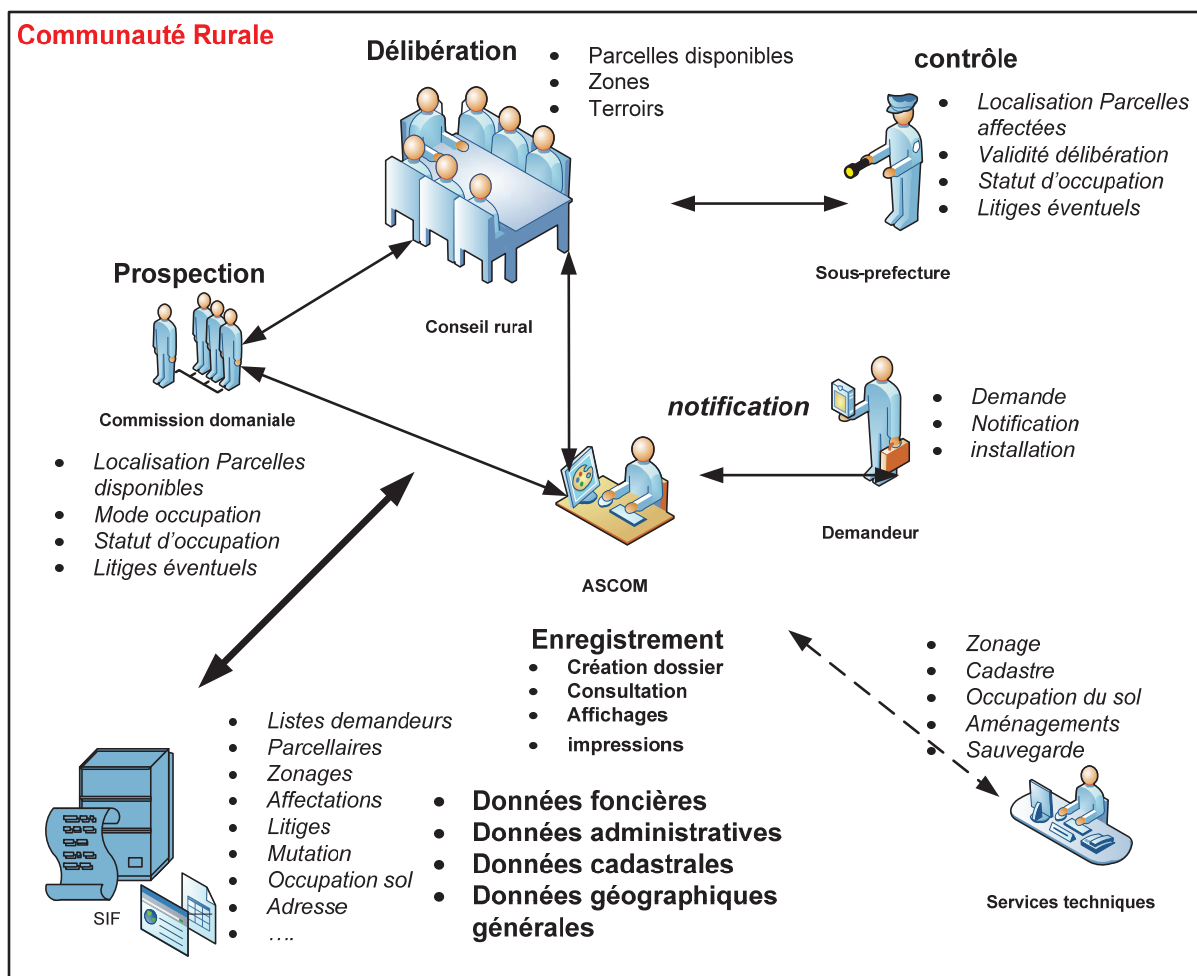 Communauté Rurale
Délibération
• Parcelles disponibles
• Zones
• Terroirs
contrôle
• Localisation Parcelles
affectées
• Validité délibération
• Statut d'occupation
• Litiges éventuels
Sous-prefecture
Prospection
Conseil rural
Commission domaniale
• Localisation Parcelles
disponibles
• Mode occupation
• Statut d'occupation
• Litiges éventuels
notification
• Demande
• Notification
• installation
Demandeur
ASCOM
Enregistrement
• Création dossier
• Consultation
• Affichages
• impressions
• Zonage
• Cadastre
• Occupation du sol
• Aménagements
• Sauvegarde
Services techniques
• Listes demandeurs
• Parcellaires
• Zonages
• Affectations
• Litiges
• Mutation
• Occupation sol
• Adresse
• ….
SIF
• Données foncières
• Données administratives
• Données cadastrales
• Données géographiques
générales